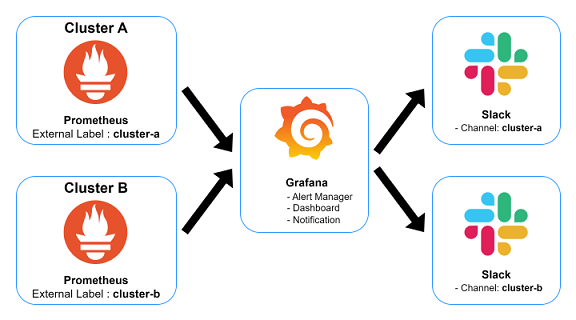 Cluster A
Prometheus
External Label : cluster-a
Cluster B
Prometheus
External Label : cluster-b
Grafana
- Alert Manager
- Dashboard
- Notification
Slack
- Channel: cluster-a
Slack
- Channel: cluster-b